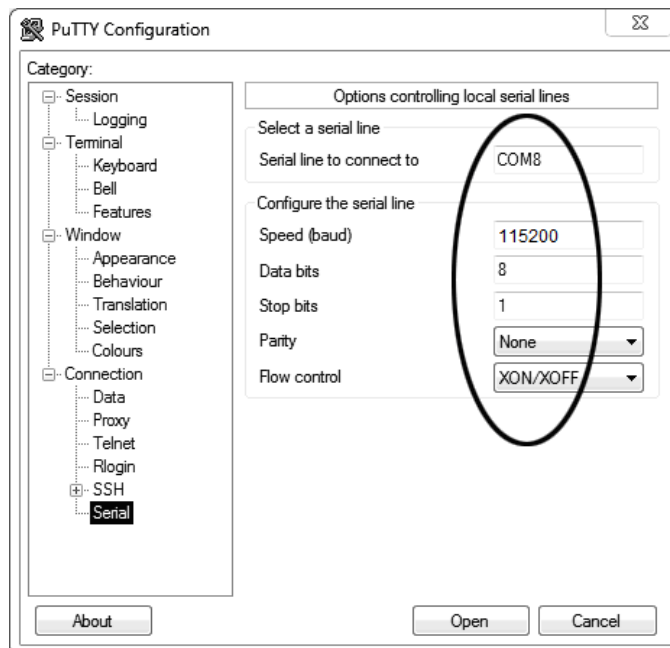 PuTTY Configuration
Category:
Session
Logging
Terminal
Keyboard
Bell
Features
Window
Appearance
Behaviour
Translation
Selection
Colours
Connection
Data
Proxy
Telnet
Rlogin
SSH
Serial
Options controlling local serial lines
Select a serial line
Serial line to connect to COM8
Configure the serial line
Speed (baud) 115200
Data bits 8
Stop bits 1
Parity None
Flow control XON/XOFF
About Open Cancel